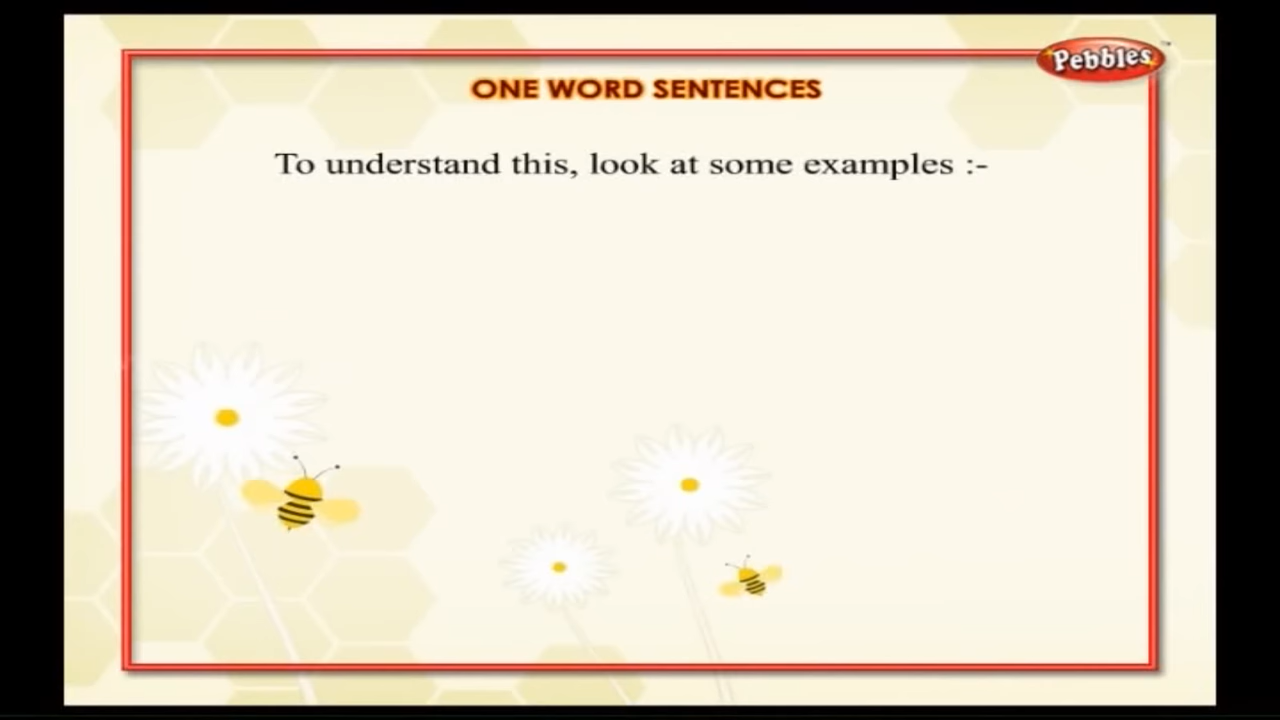 Pebbles
ONE WORD SENTENCES
To understand this, look at some examples :-